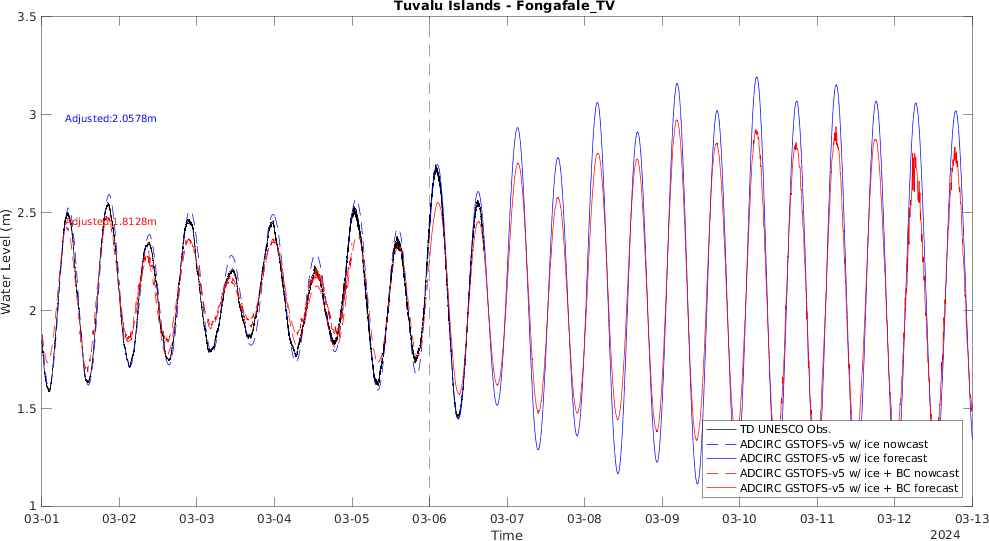 Tuvalu Islands - Fongafale_TV
Water Level (m)
3.5
3
2.5
2
1.5
1
Adjusted:2.0578m
Adjusted:1.8128m
TD UNESCO Obs.
ADCIRC GSTOFS-v5 w/ ice nowcast
ADCIRC GSTOFS-v5 w/ ice forecast
ADCIRC GSTOFS-v5 w/ ice + BC nowcast
ADCIRC GSTOFS-v5 w/ ice + BC forecast
03-01 03-02 03-03 03-04 03-05 03-06 03-07 03-08 03-09 03-10 03-11 03-12 03-13
Time
2024